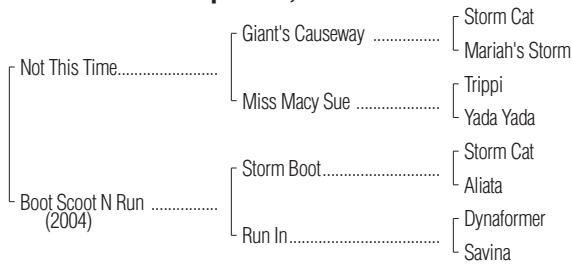 Storm Cat
Giant's Causeway ................
Mariah's Storm
Not This Time........................
Trippi
Miss Macy Sue ....................
Yada Yada
Storm Cat
Storm Boot............................
Aliata
Boot Scoot N Run ................
(2004)
Dynaformer
Run In....................................
Savina